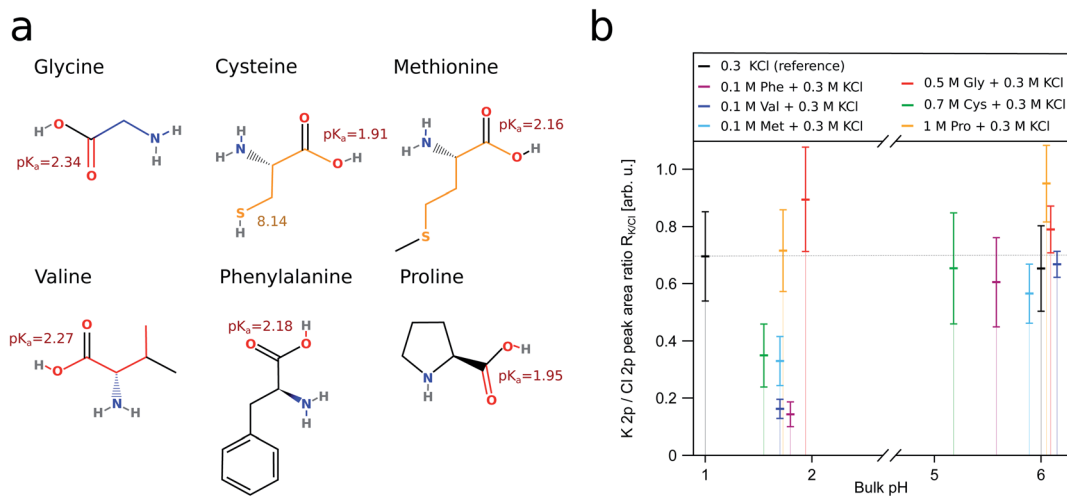 a
Glycine
Cysteine
Methionine
H
O
O
N
H
H
pKₐ=2.34
H
N
H
O
pKₐ=1.91
O
H
S
H
8.14
H
N
H
O
pKₐ=2.16
O
H
S
Valine
Phenylalanine
Proline
pKₐ=2.27
O
H
O
N
H
H
pKₐ=2.18
H
O
O
N
H
H
N
H
O
H
O
pKₐ=1.95
b
0.3 KCl (reference)
0.1 M Phe + 0.3 M KCl
0.1 M Val + 0.3 M KCl
0.1 M Met + 0.3 M KCl
0.5 M Gly + 0.3 M KCl
0.7 M Cys + 0.3 M KCl
1 M Pro + 0.3 M KCl
K 2p / Cl 2p peak area ratio R_K/Cl [arb. u.]
1.0
0.8
0.6
0.4
0.2
0
1
2
5
6
Bulk pH